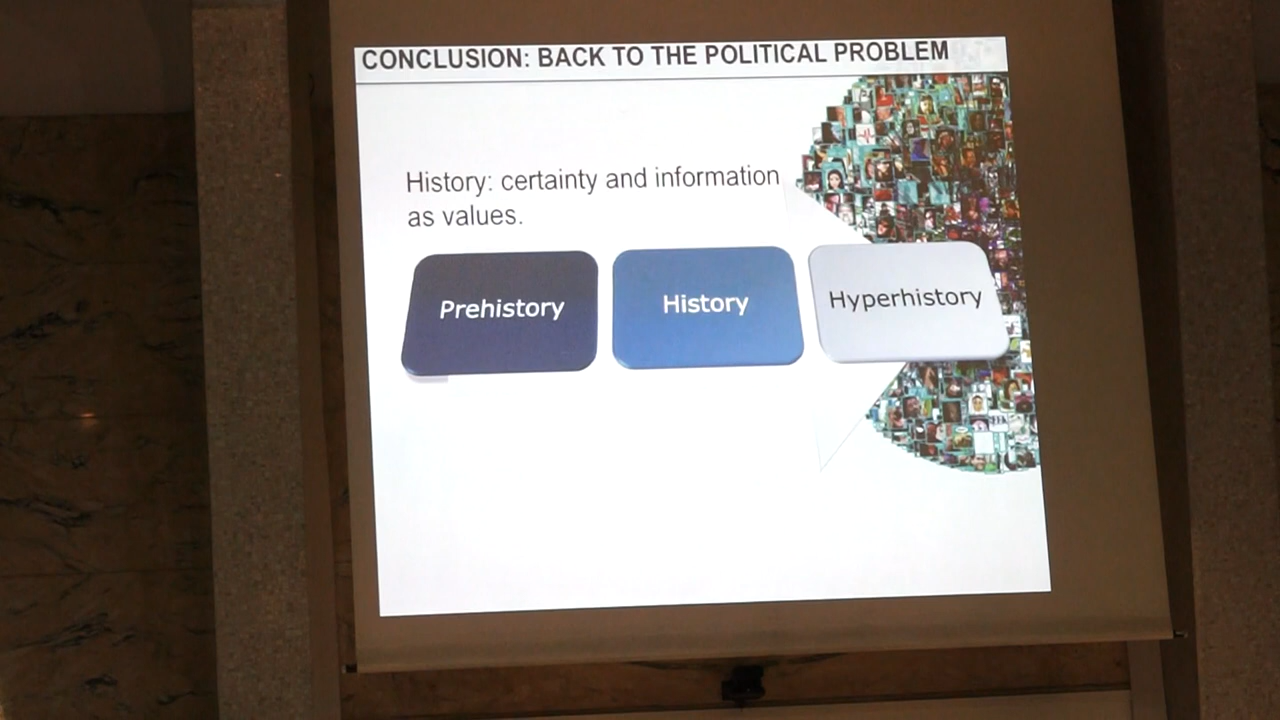 CONCLUSION: BACK TO THE POLITICAL PROBLEM
History: certainty and information
as values.
Prehistory
History
Hyperhistory